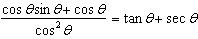 (cos θ sin θ + cos θ) / cos² θ = tan θ + sec θ